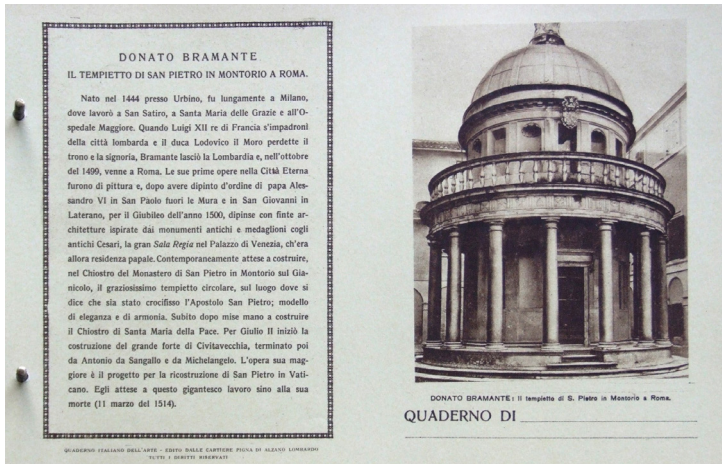 DONATO BRAMANTE
IL TEMPIETTO DI SAN PIETRO IN MONTORIO A ROMA.
Nato nel 1444 presso Urbino, fu lungamente a Milano,
dove lavorò a San Satiro, a Santa Maria delle Grazie e all'O-
spedale Maggiore. Quando Luigi XII re di Francia s'impadronì
della città lombarda e il duca Lodovico il Moro perdette il
trono e la signoria, Bramante lasciò la Lombardia e, nell'ottobre
del 1499, venne a Roma. Le sue prime opere nella Città Eterna
furono di pittura e, dopo avere dipinto d'ordine di papa Ales-
sandro VI in San Pàolo fuori le Mura e in San Giovanni in
Laterano, per il Giubileo dell'anno 1500, dipinse con finte ar-
chitetture ispirate dai monumenti antichi e medaglioni cogli
antichi Cesari, la gran Sala Regia nel Palazzo di Venezia, ch'era
allora residenza papale. Contemporaneamente attese a costruire,
nel Chiostro del Monastero di San Pietro in Montorio sul Gia-
nicolo, il graziosissimo tempietto circolare, sul luogo dove si
dice che sia stato crocifisso l'Apostolo San Pietro; modello
di eleganza e di armonia. Subito dopo mise mano a costruire
il Chiostro di Santa Maria della Pace. Per Giulio II iniziò la
costruzione del grande forte di Civitavecchia, terminato poi
da Antonio da Sangallo e da Michelangelo. L'opera sua mag-
giore è il progetto per la ricostruzione di San Pietro in Vati-
cano. Egli attese a questo gigantesco lavoro sino alla sua
morte (11 marzo del 1514).
QUADERNO ITALIANO DELL'ARTE - EDITO DALLE CARTIERE PIGNA DI ALZANO LOMBARDO
TUTTI I DIRITTI RISERVATI
DONATO BRAMANTE: Il tempietto di S. Pietro in Montorio a Roma.
QUADERNO DI